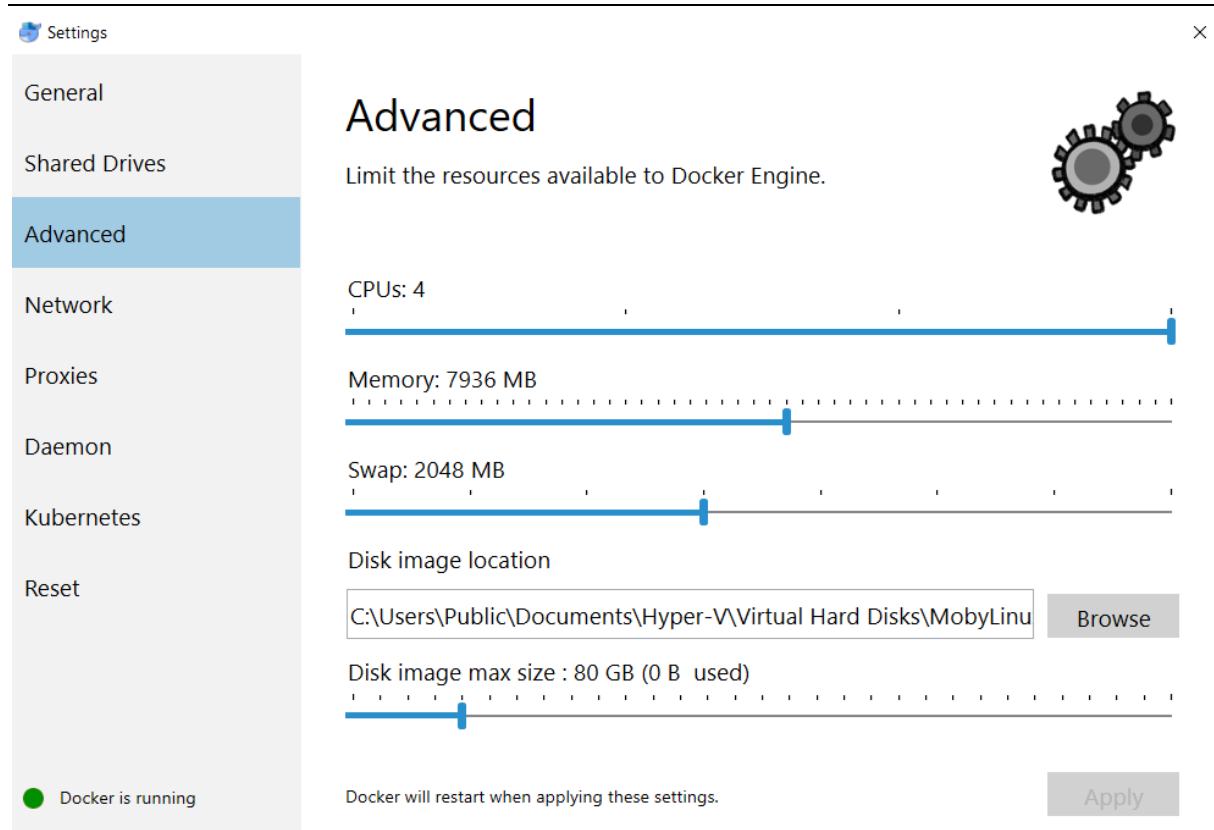 Settings
General
Shared Drives
Advanced
Network
Proxies
Daemon
Kubernetes
Reset
Docker is running
Advanced
Limit the resources available to Docker Engine.
CPUs: 4
Memory: 7936 MB
Swap: 2048 MB
Disk image location
C:\Users\Public\Documents\Hyper-V\Virtual Hard Disks\MobyLinu
Browse
Disk image max size : 80 GB (0 B  used)
Docker will restart when applying these settings.
Apply